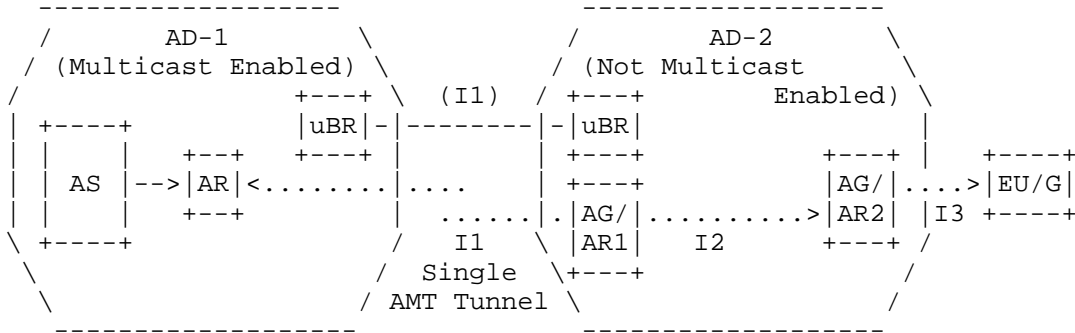 -------------------               -------------------
  /       AD-1        \             /        AD-2       \
 / (Multicast Enabled) \           / (Not Multicast      \
/                 +---+ \  (I1)   / +---+       Enabled)  \
| +----+          |uBR|-|--------|-|uBR|                  |
| |    |   +--+   +---+ |        | +---+           +---+  |   +----+
| | AS |-->|AR|<........|....    | +---+           |AG/|....>|EU/G|
| |    |   +--+         |  ......|.|AG/|..........>|AR2|  |I3 +----+
\ +----+                /   I1   \ |AR1|    I2     +---+  /
 \                     /  Single  \+---+                 /
  \                   / AMT Tunnel \                    /
   -------------------               -------------------